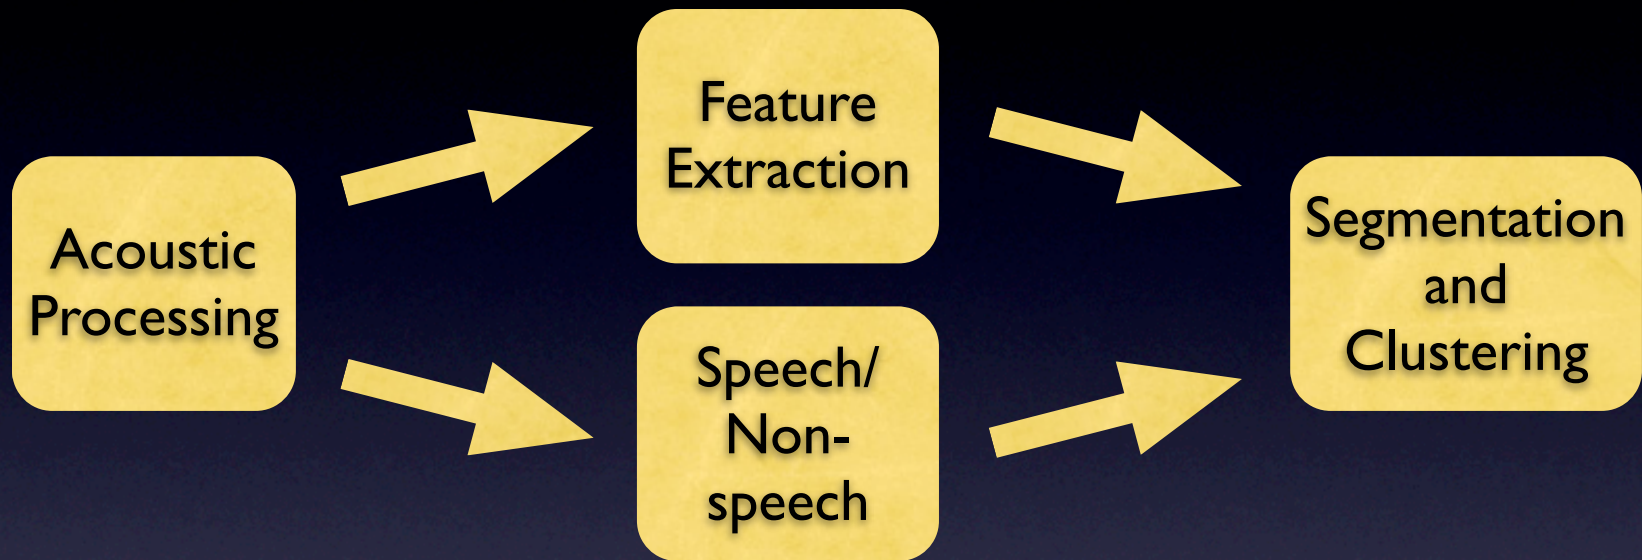 Acoustic
Processing
Feature
Extraction
Speech/
Non-
speech
Segmentation
and
Clustering